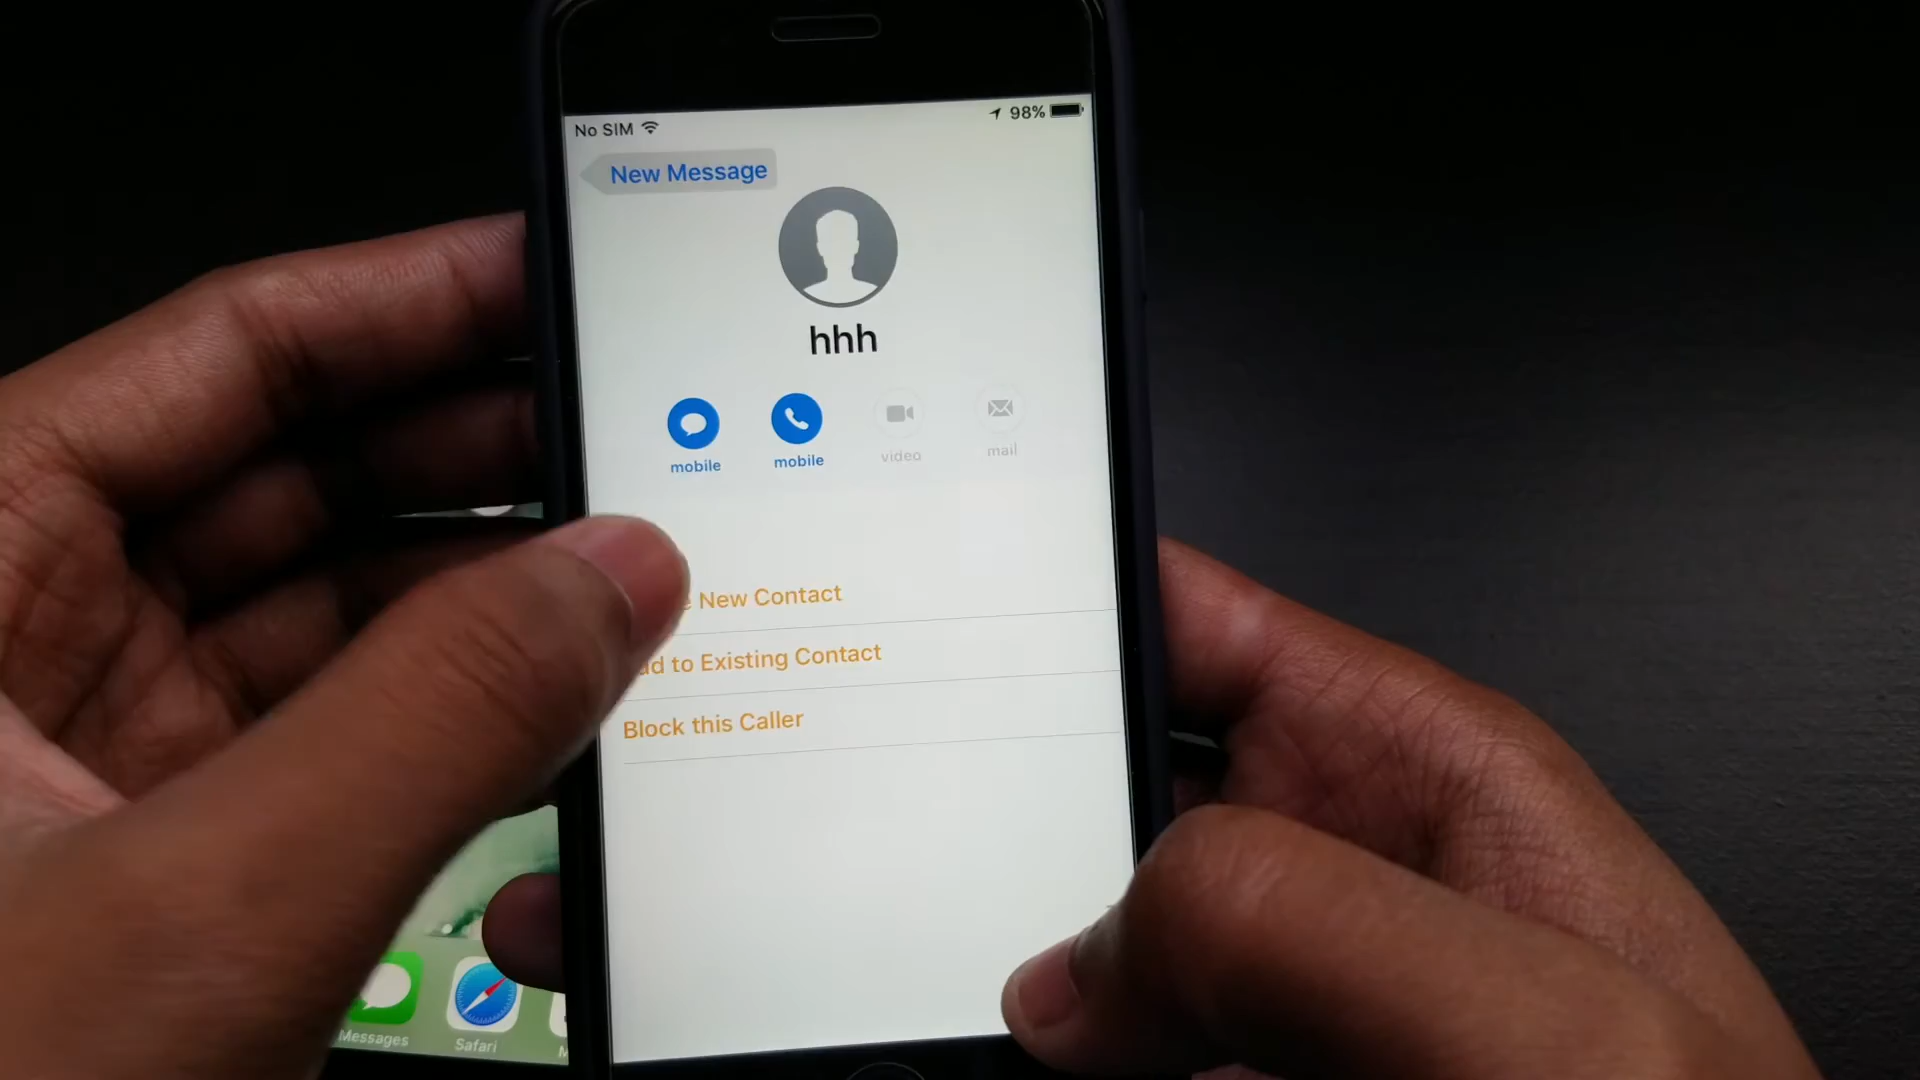 No SIM 98%
New Message
hhh
mobile mobile video mail
New Contact
to Existing Contact
Block this Caller
Messages Safari